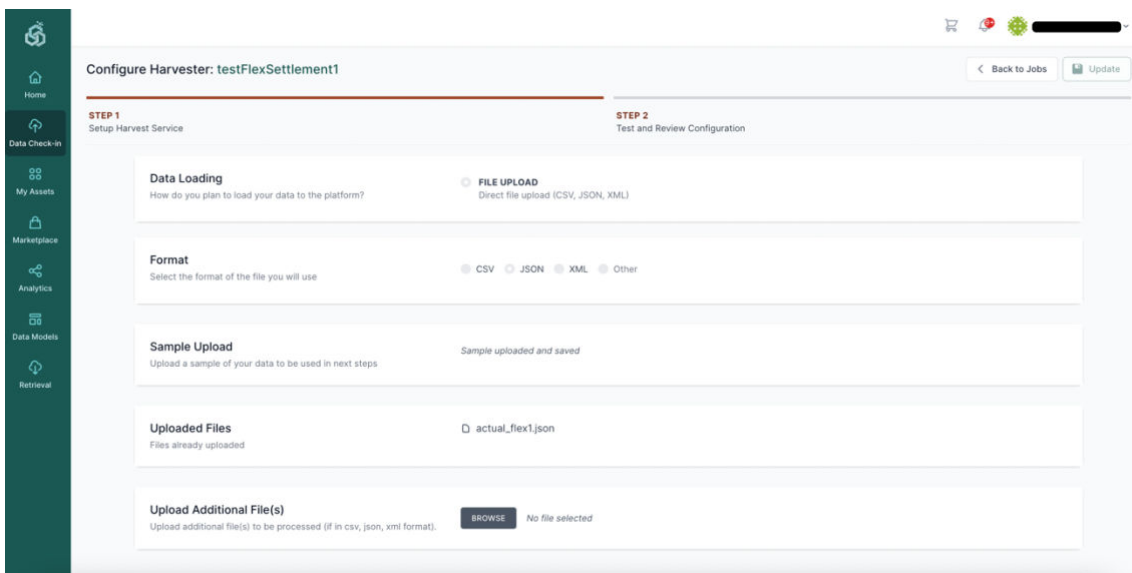 Configure Harvester: testFlexSettlement1
Back to Jobs
Update
Home
Data Check-in
My Assets
Marketplace
Analytics
Data Models
Retrieval
STEP 1
Setup Harvest Service
STEP 2
Test and Review Configuration
Data Loading
How do you plan to load your data to the platform?
FILE UPLOAD
Direct file upload (CSV, JSON, XML)
Format
Select the format of the file you will use
CSV JSON XML Other
Sample Upload
Upload a sample of your data to be used in next steps
Sample uploaded and saved
Uploaded Files
Files already uploaded
actual_flex1.json
Upload Additional File(s)
Upload additional file(s) to be processed (if in csv, json, xml format).
BROWSE No file selected